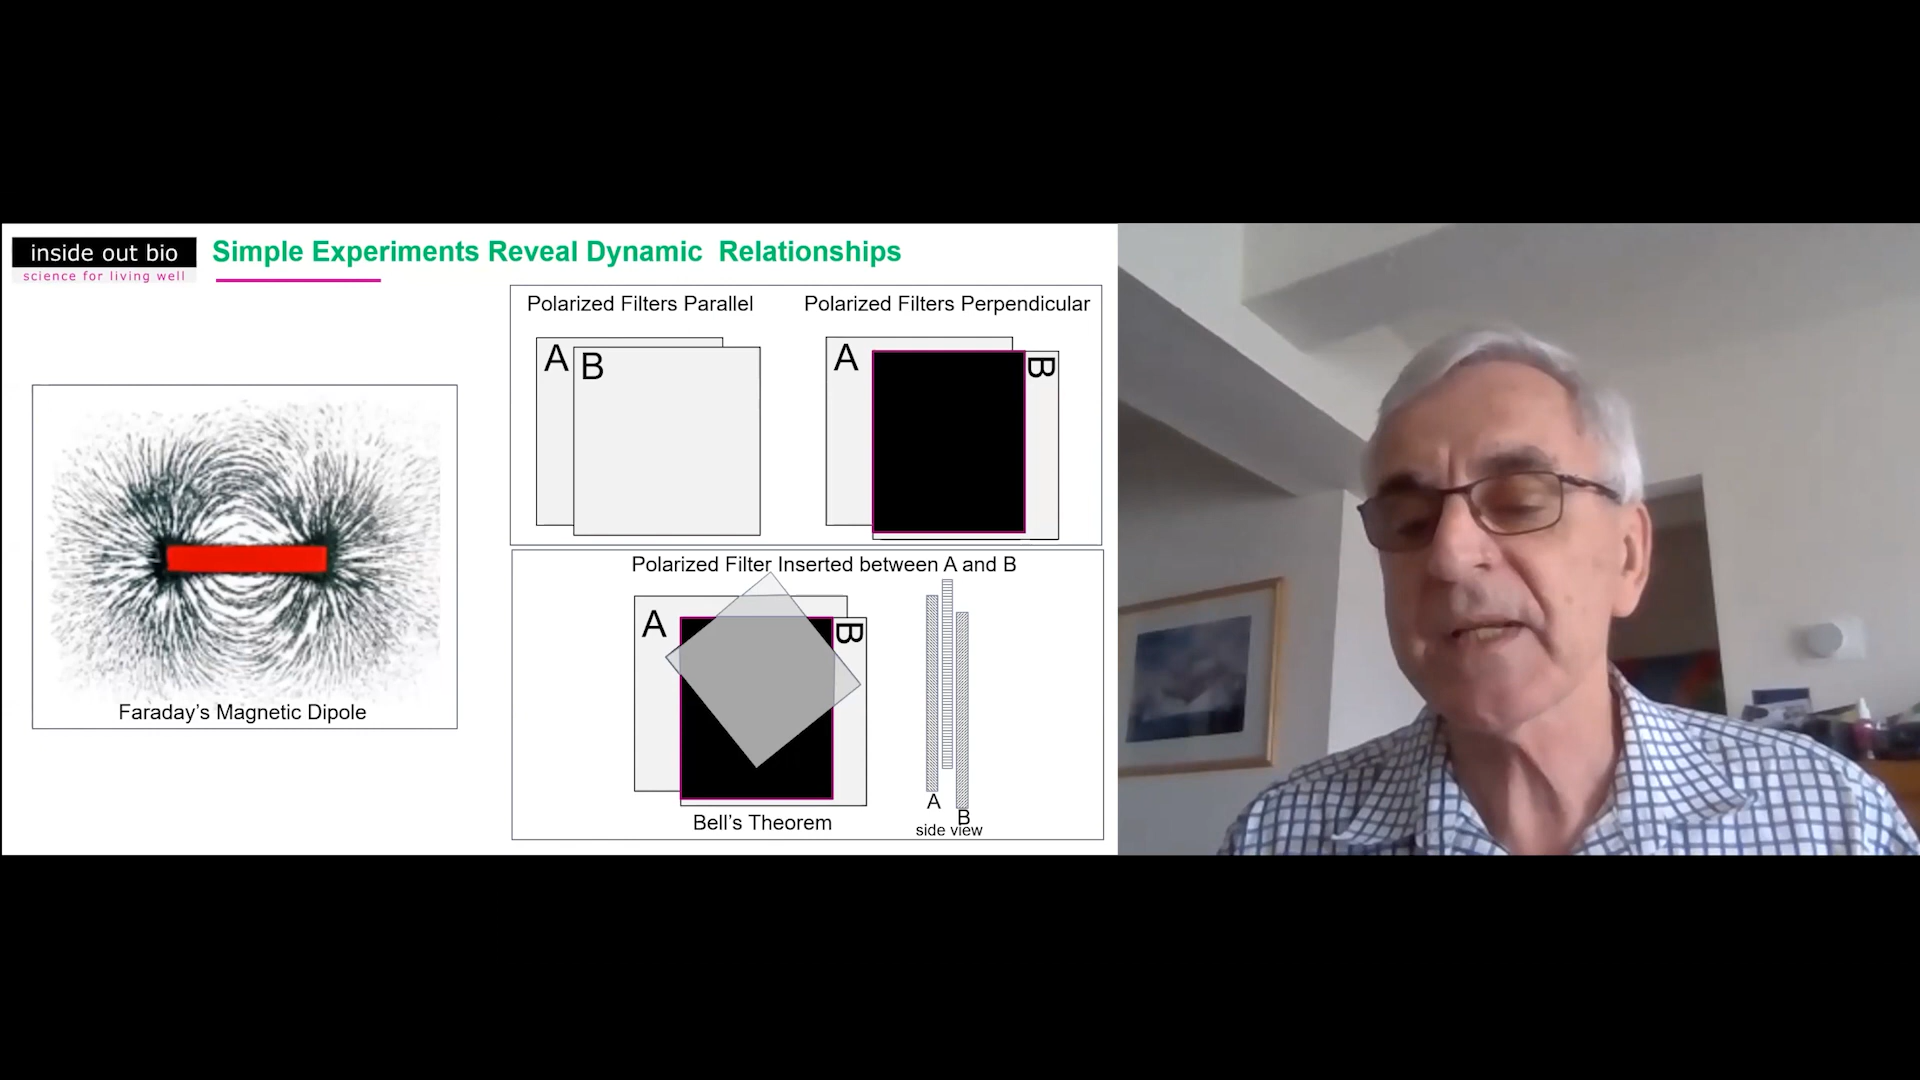 inside out bio
science for living well
Simple Experiments Reveal Dynamic Relationships
Faraday's Magnetic Dipole
Polarized Filters Parallel
A
B
Polarized Filters Perpendicular
A
B
Polarized Filter Inserted between A and B
A
B
Bell's Theorem
A
B
side view